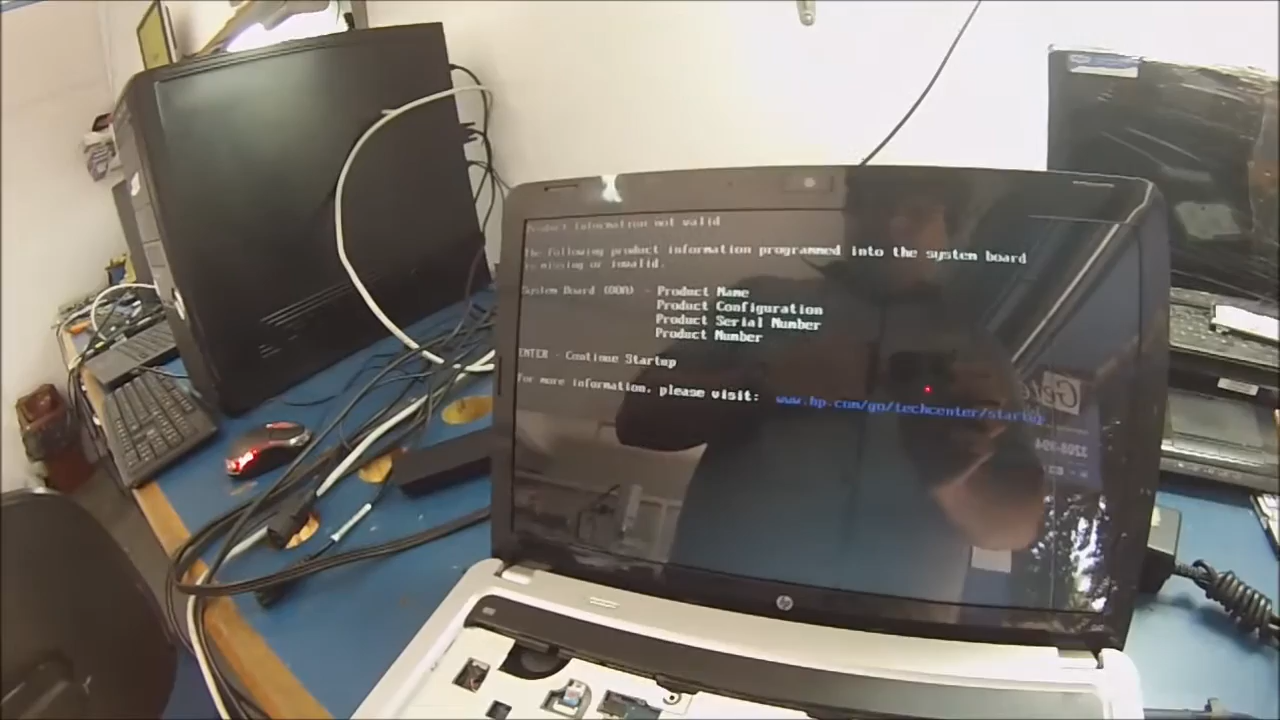 Product information not valid
The following product information programmed into the system board
is missing or invalid.
System Board (00A) - Product Name
Product Configuration
Product Serial Number
Product Number
ENTER - Continue Startup
For more information, please visit: www.hp.com/go/techcenter/startup
hp